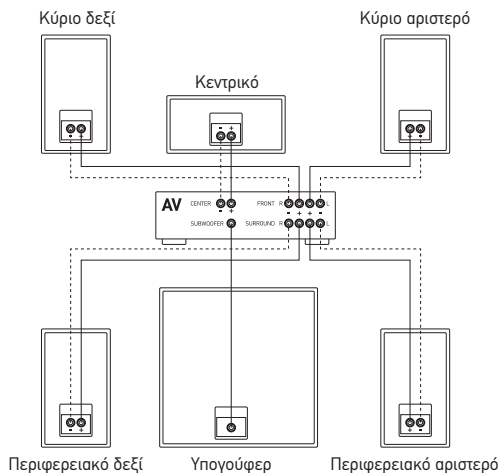 Κύριο δεξί
Κύριο αριστερό
Κεντρικό
- +
- +
+ -
- +
AV
CENTER
FRONT R L
- + - + + -
SUBWOOFER
SURROUND R L
- +
+ -
Περιφερειακό δεξί
Υπογούφερ
Περιφερειακό αριστερό